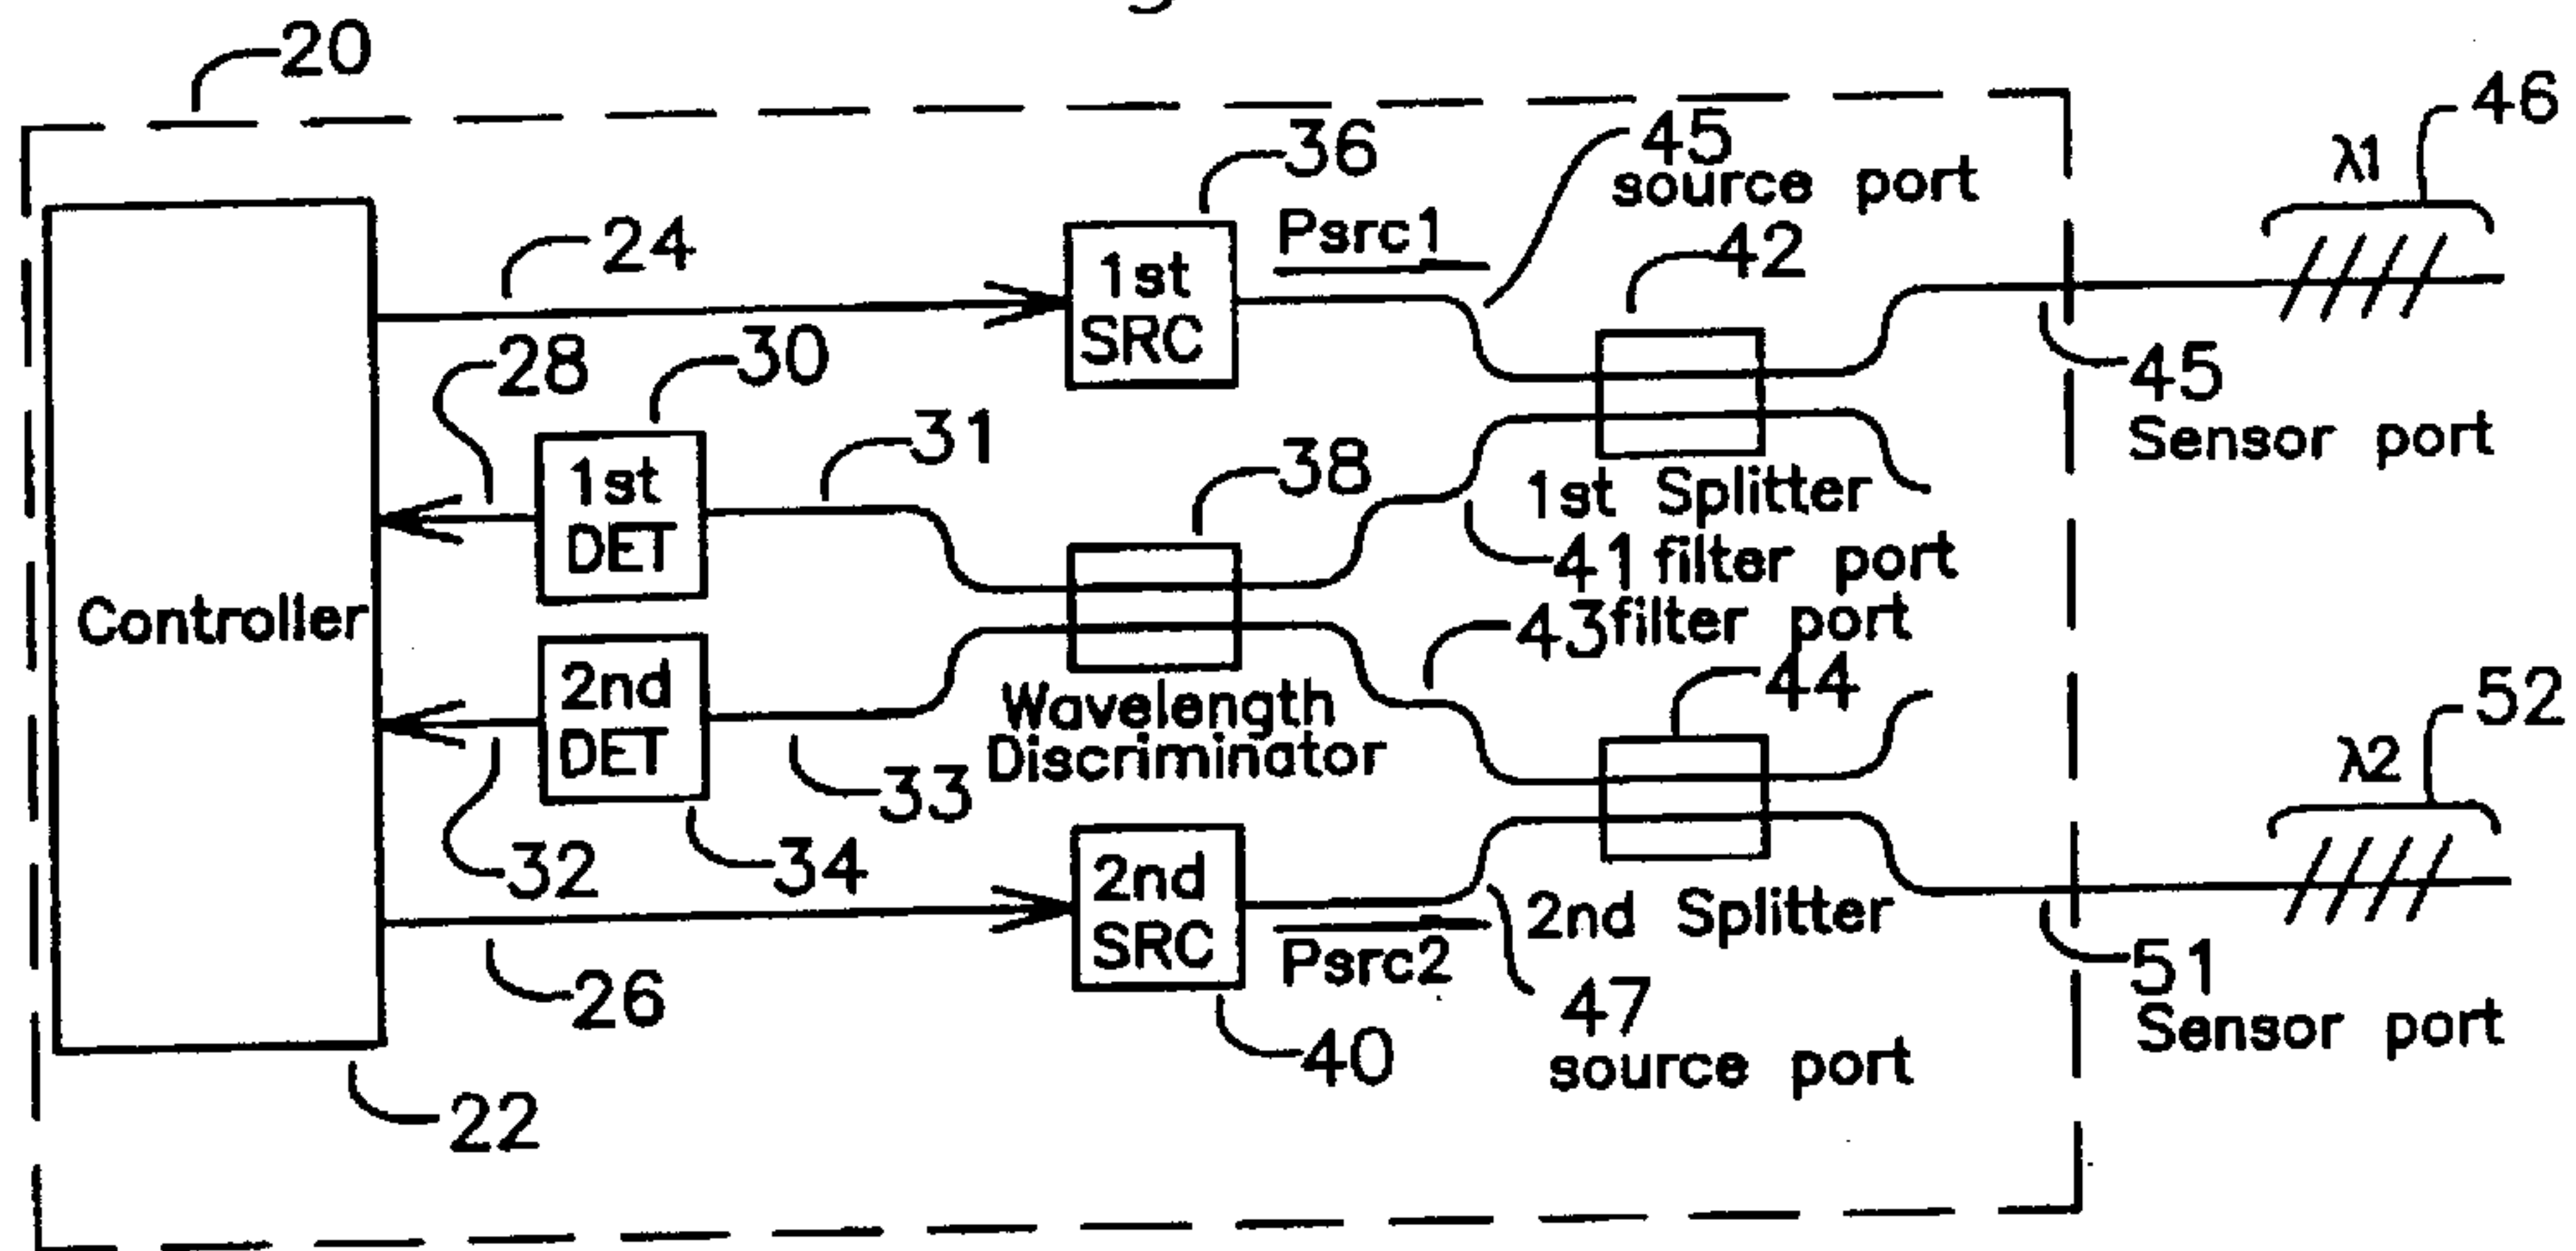 20
46
λ1
36
45
source port
Psrc1
42
24
1st
SRC
28
30
45
Sensor port
31
38
1st
DET
1st Splitter
41 filter port
43 filter port
Controller
44
2nd
DET
Wavelength
Discriminator
52
λ2
33
32
34
2nd
SRC
2nd Splitter
Psrc2
51
Sensor port
26
47
source port
40
22